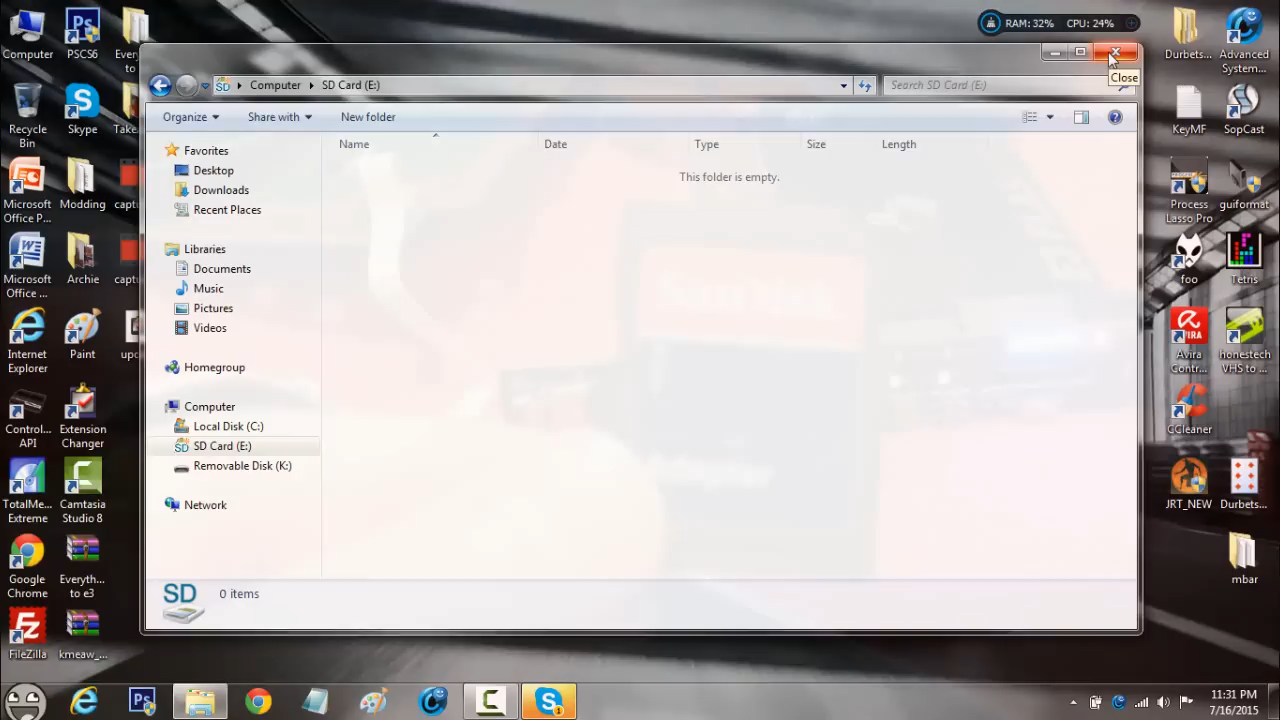 RAM: 32% CPU: 24%
Computer
PSCS6
Every
to
Recycle
Bin
Skype
Take
Microsoft
Office P...
Modding
captu
Microsoft
Office ...
Archie
captu
Internet
Explorer
Paint
upc
Control...
API
Extension
Changer
TotalMe...
Extreme
Camtasia
Studio 8
Google
Chrome
Everyth...
to e3
FileZilla
kmeaw_...
Close
Computer
SD Card (E:)
Search SD Card (E:)
Organize
Share with
New folder
Name
Date
Type
Size
Length
This folder is empty.
Favorites
Desktop
Downloads
Recent Places
Libraries
Documents
Music
Pictures
Videos
Homegroup
Computer
Local Disk (C:)
SD Card (E:)
Removable Disk (K:)
Network
SD
0 items
Durbets...
Advanced
System...
KeyMF
SopCast
Process
Lasso Pro
guiformat
foo
Tetris
Avira
Contr...
honestech
VHS to ...
CCleaner
JRT_NEW
Durbets...
mbar
11:31 PM
7/16/2015